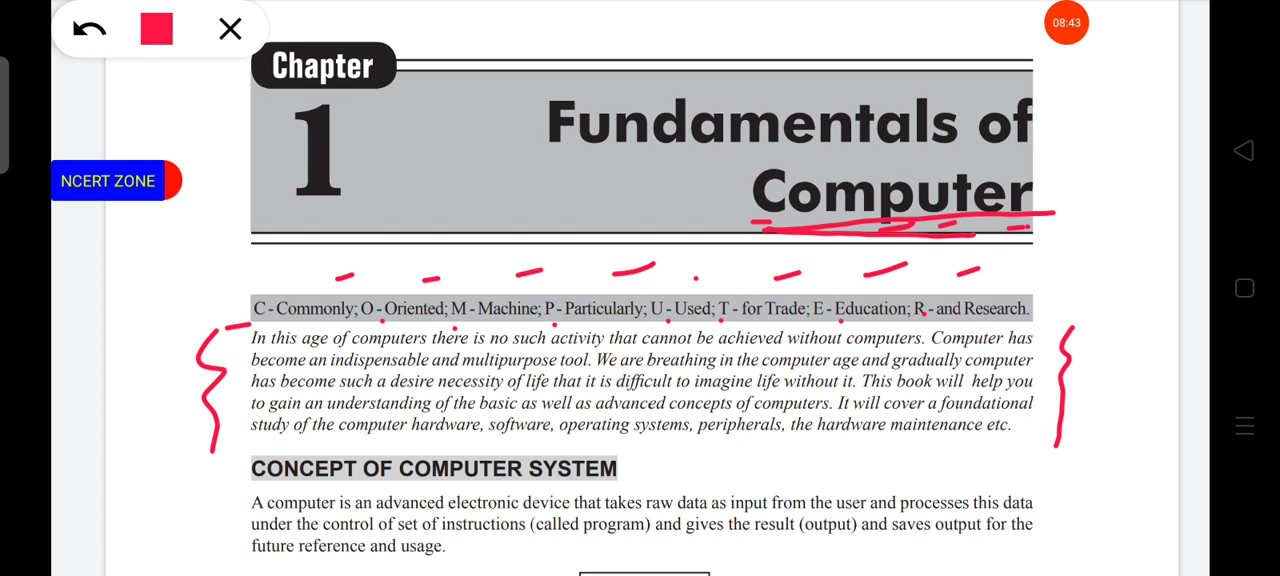 08:43
Chapter
1
Fundamentals of
Computer
NCERT ZONE
C - Commonly; O - Oriented; M - Machine; P - Particularly; U - Used; T - for Trade; E - Education; R - and Research.
In this age of computers there is no such activity that cannot be achieved without computers. Computer has
become an indispensable and multipurpose tool. We are breathing in the computer age and gradually computer
has become such a desire necessity of life that it is difficult to imagine life without it. This book will help you
to gain an understanding of the basic as well as advanced concepts of computers. It will cover a foundational
study of the computer hardware, software, operating systems, peripherals, the hardware maintenance etc.
CONCEPT OF COMPUTER SYSTEM
A computer is an advanced electronic device that takes raw data as input from the user and processes this data
under the control of set of instructions (called program) and gives the result (output) and saves output for the
future reference and usage.